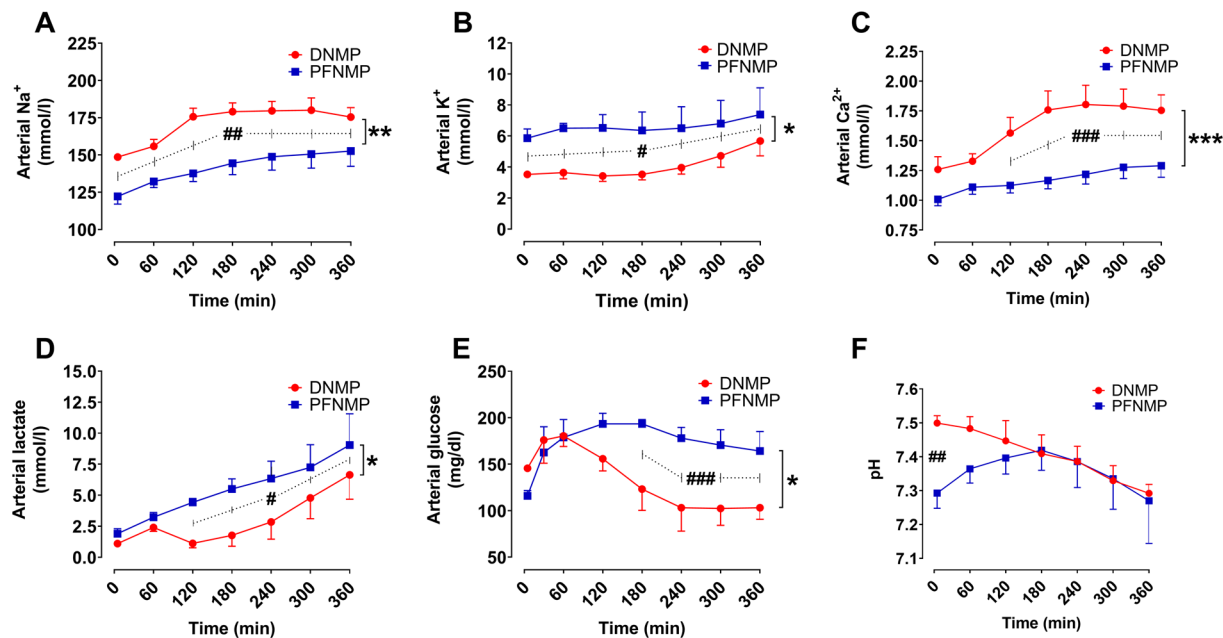 A
Arterial Na+
(mmol/l)
200
175
150
125
100
DNMP
PFNMP
##
**
0
60
120
180
240
300
360
Time (min)
B
Arterial K+
(mmol/l)
12
10
8
6
4
2
0
DNMP
PFNMP
#
*
0
60
120
180
240
300
360
Time (min)
C
Arterial Ca2+
(mmol/l)
2.25
2.00
1.75
1.50
1.25
1.00
0.75
DNMP
PFNMP
###
***
0
60
120
180
240
300
360
Time (min)
D
Arterial lactate
(mmol/l)
15.0
12.5
10.0
7.5
5.0
2.5
0.0
DNMP
PFNMP
#
*
0
60
120
180
240
300
360
Time (min)
E
Arterial glucose
(mg/dl)
250
200
150
100
50
DNMP
PFNMP
###
*
0
60
120
180
240
300
360
Time (min)
F
pH
7.6
7.5
7.4
7.3
7.2
7.1
DNMP
PFNMP
##
0
60
120
180
240
300
360
Time (min)